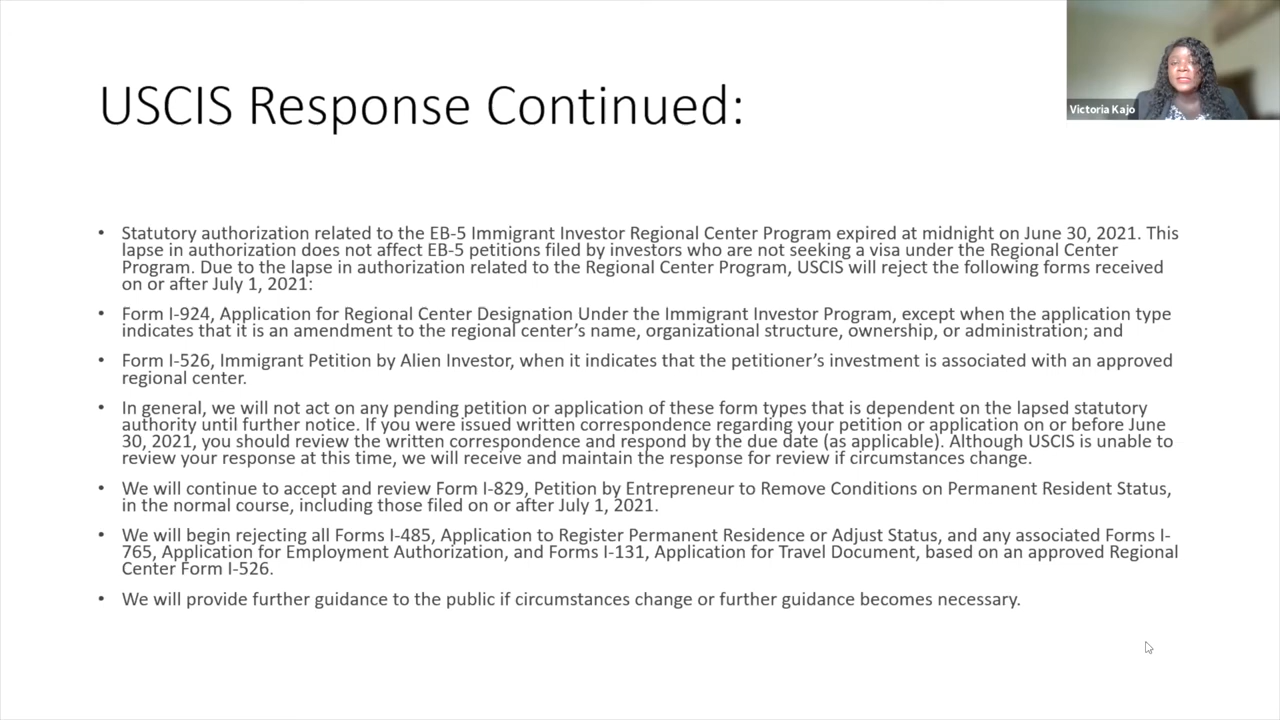 USCIS Response Continued:
Victoria Kajo
• Statutory authorization related to the EB-5 Immigrant Investor Regional Center Program expired at midnight on June 30, 2021. This
lapse in authorization does not affect EB-5 petitions filed by investors who are not seeking a visa under the Regional Center
Program. Due to the lapse in authorization related to the Regional Center Program, USCIS will reject the following forms received
on or after July 1, 2021:
• Form I-924, Application for Regional Center Designation Under the Immigrant Investor Program, except when the application type
indicates that it is an amendment to the regional center’s name, organizational structure, ownership, or administration; and
• Form I-526, Immigrant Petition by Alien Investor, when it indicates that the petitioner’s investment is associated with an approved
regional center.
• In general, we will not act on any pending petition or application of these form types that is dependent on the lapsed statutory
authority until further notice. If you were issued written correspondence regarding your petition or application on or before June
30, 2021, you should review the written correspondence and respond by the due date (as applicable). Although USCIS is unable to
review your response at this time, we will receive and maintain the response for review if circumstances change.
• We will continue to accept and review Form I-829, Petition by Entrepreneur to Remove Conditions on Permanent Resident Status,
in the normal course, including those filed on or after July 1, 2021.
• We will begin rejecting all Forms I-485, Application to Register Permanent Residence or Adjust Status, and any associated Forms I-
765, Application for Employment Authorization, and Forms I-131, Application for Travel Document, based on an approved Regional
Center Form I-526.
• We will provide further guidance to the public if circumstances change or further guidance becomes necessary.